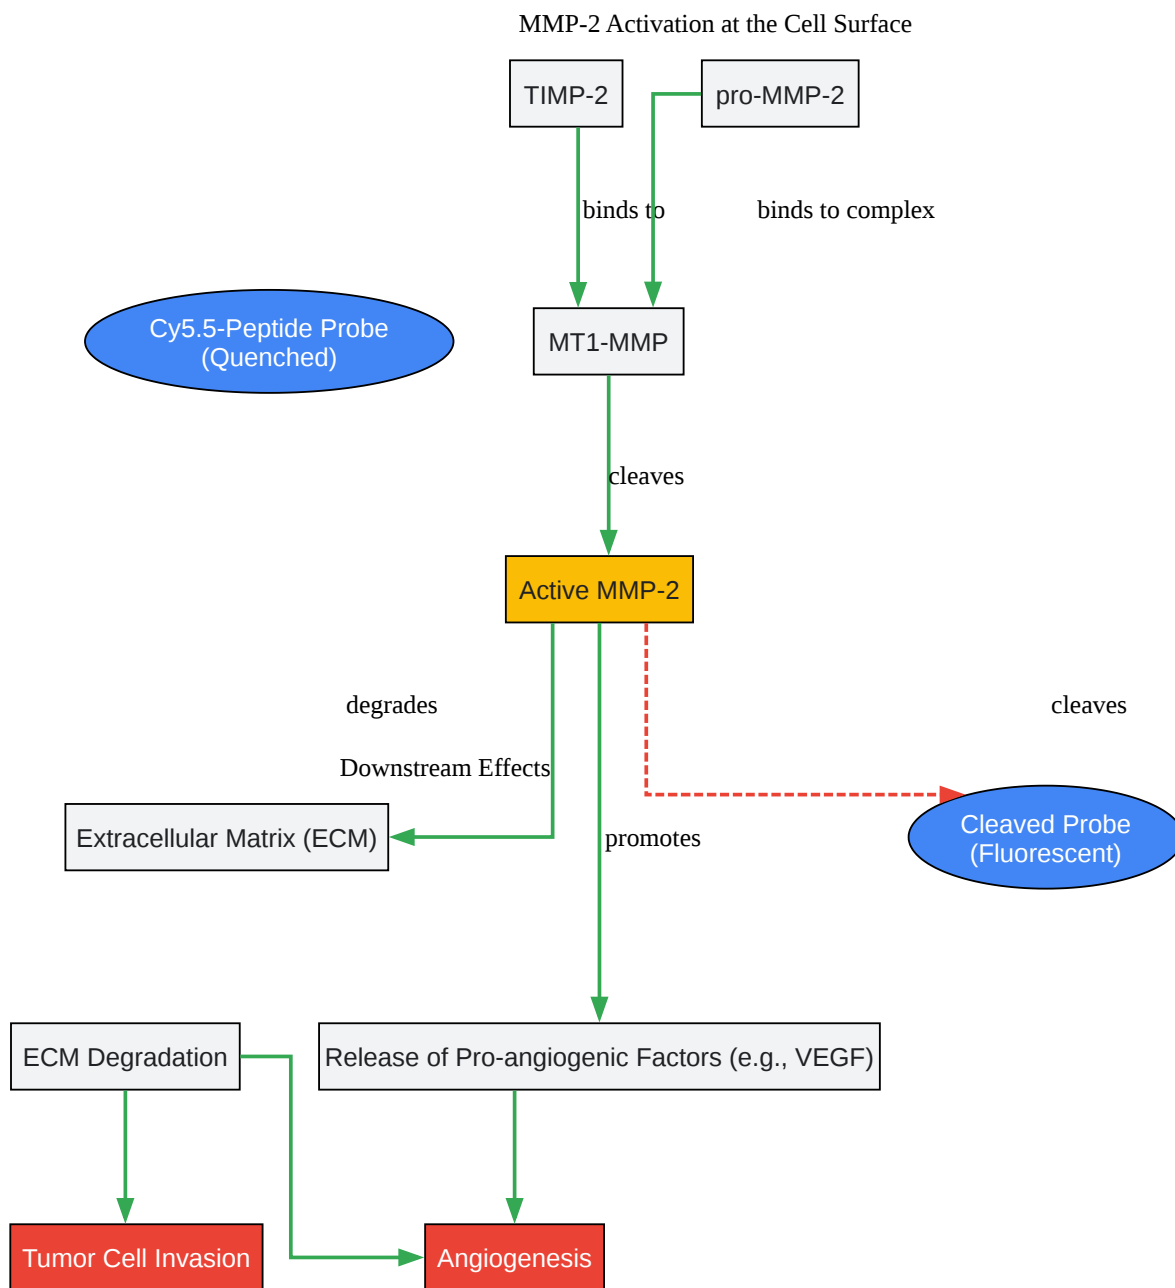 MMP-2 Activation at the Cell Surface
TIMP-2
pro-MMP-2
binds to
binds to complex
Cy5.5-Peptide Probe
(Quenched)
MT1-MMP
cleaves
Active MMP-2
degrades
cleaves
Downstream Effects
Extracellular Matrix (ECM)
promotes
Cleaved Probe
(Fluorescent)
ECM Degradation
Release of Pro-angiogenic Factors (e.g., VEGF)
Tumor Cell Invasion
Angiogenesis